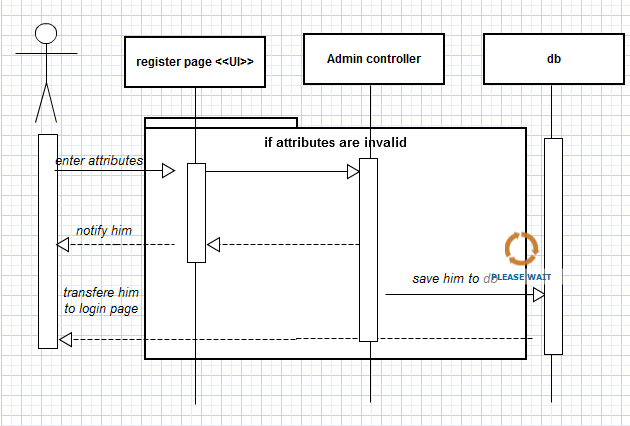 register page <<UI>>
Admin controller
db
if attributes are invalid
enter attributes
notify him
save him to db
PLEASE WAIT
transfere him
to login page